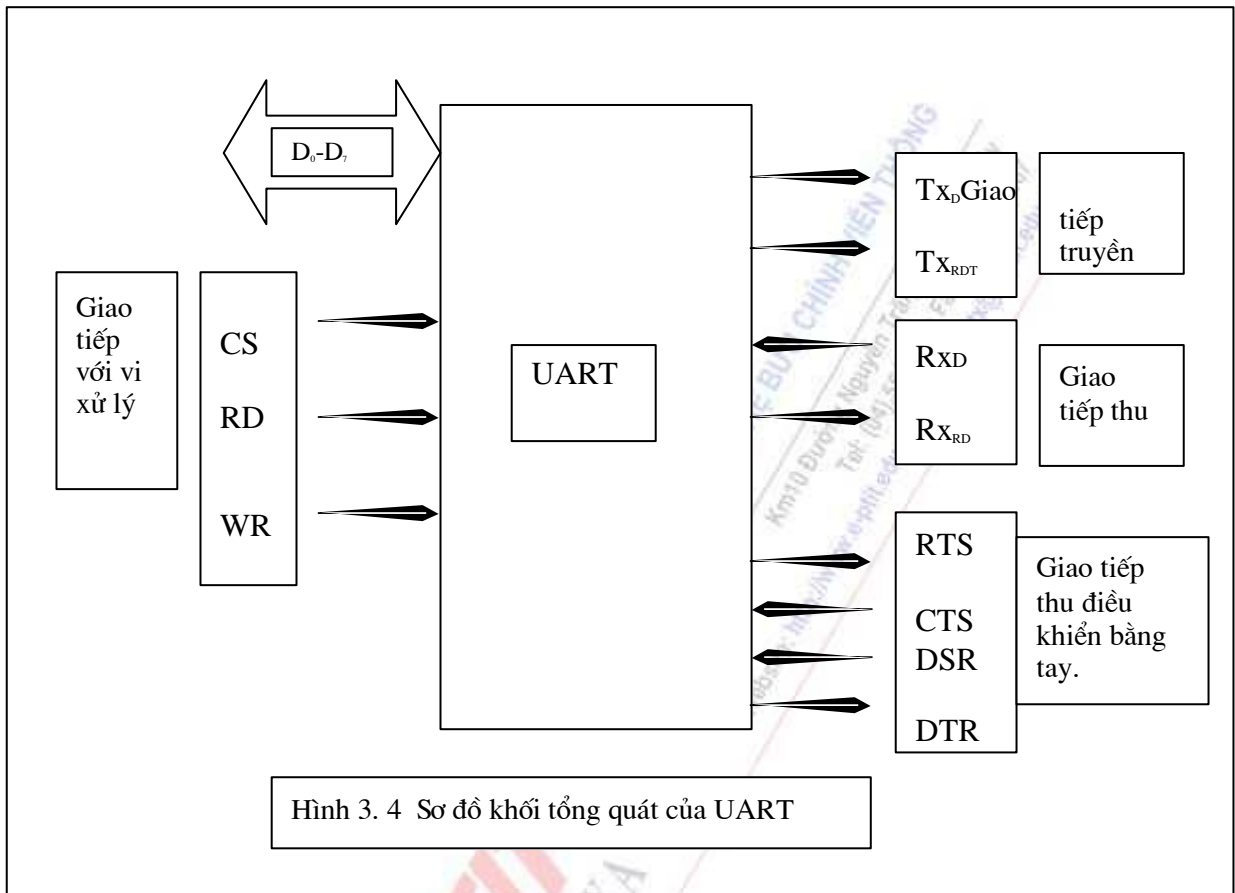 D₀-D₇
Giao
tiếp
với vi
xử lý
CS
RD
WR
UART
TxDGiao
TxRDT
tiếp
truyền
RxD
RxRD
Giao
tiếp thu
RTS
CTS
DSR
DTR
Giao tiếp
thu điều
khiển bằng
tay.
Hình 3. 4 Sơ đồ khối tổng quát của UART